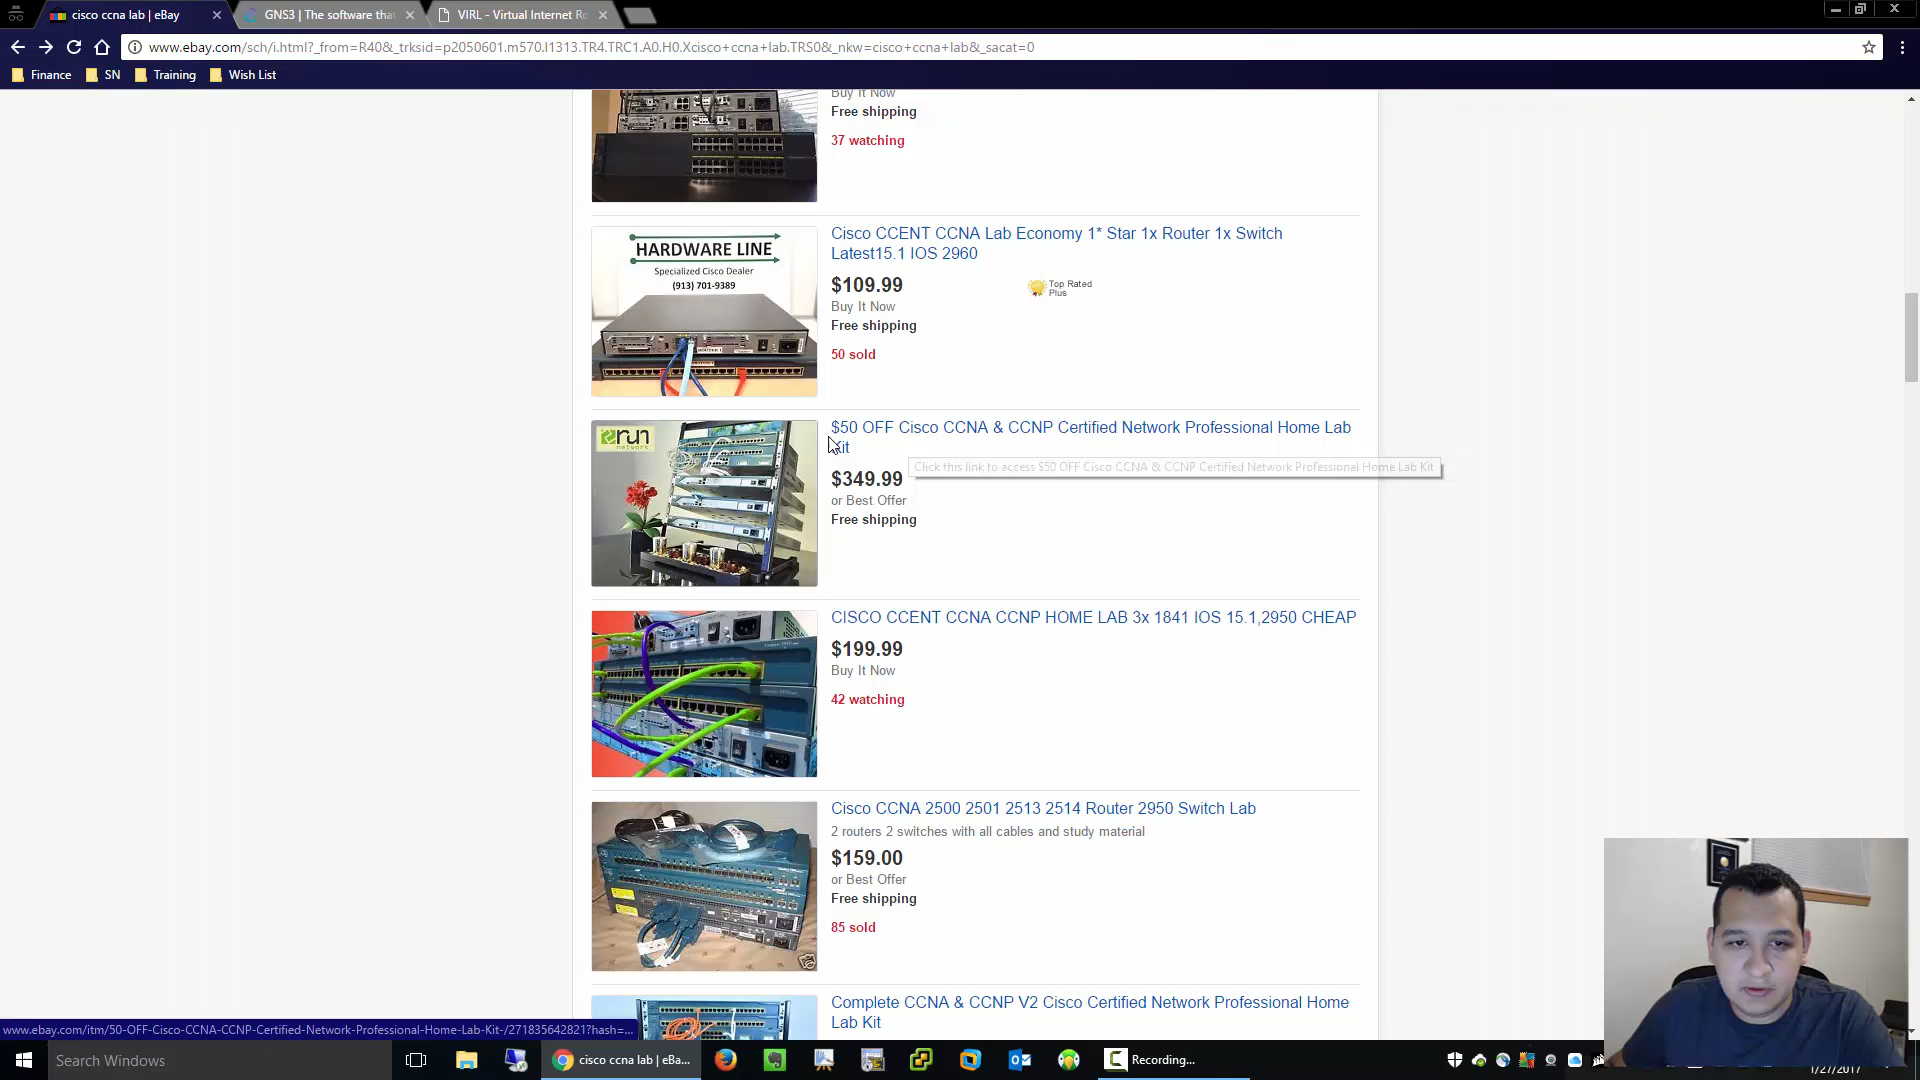 cisco ccna lab | eBay
GNS3 | The software tha
VIRL - Virtual Internet Ro
www.ebay.com/sch/i.html?_from=R40&_trksid=p2050601.m570.l1313.TR4.TRC1.A0.H0.Xcisco+ccna+lab.TRS0&_nkw=cisco+ccna+lab&_sacat=0
Finance
SN
Training
Wish List
Buy It Now
Free shipping
37 watching
HARDWARE LINE
Specialized Cisco Dealer
(913) 701-9389
Cisco CCENT CCNA Lab Economy 1* Star 1x Router 1x Switch
Latest15.1 IOS 2960
$109.99
Top Rated
Plus
Buy It Now
Free shipping
50 sold
run
network
$50 OFF Cisco CCNA & CCNP Certified Network Professional Home Lab
Kit
Click this link to access $50 OFF Cisco CCNA & CCNP Certified Network Professional Home Lab Kit
$349.99
or Best Offer
Free shipping
CISCO CCENT CCNA CCNP HOME LAB 3x 1841 IOS 15.1,2950 CHEAP
$199.99
Buy It Now
42 watching
Cisco CCNA 2500 2501 2513 2514 Router 2950 Switch Lab
2 routers 2 switches with all cables and study material
$159.00
or Best Offer
Free shipping
85 sold
Complete CCNA & CCNP V2 Cisco Certified Network Professional Home
Lab Kit
www.ebay.com/itm/50-OFF-Cisco-CCNA-CCNP-Certified-Network-Professional-Home-Lab-Kit-/271835642821?hash=...
Search Windows
cisco ccna lab | eBa...
Recording...
1/27/2017